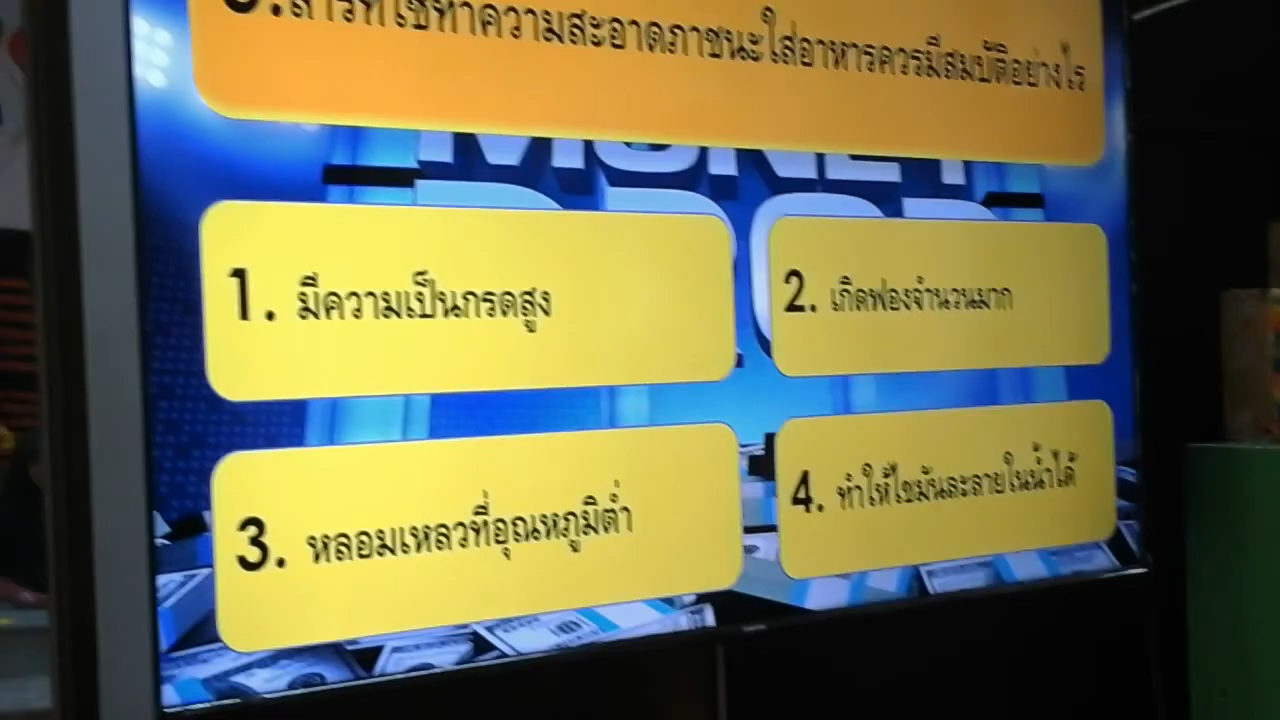 สารที่ใช้ทำความสะอาดภาชนะใส่อาหารควรมีสมบัติอย่างไร
MONEY
DROP
1. มีความเป็นกรดสูง
2. เกิดฟองจำนวนมาก
3. หลอมเหลวที่อุณหภูมิต่ำ
4. ทำให้ไขมันละลายในน้ำได้